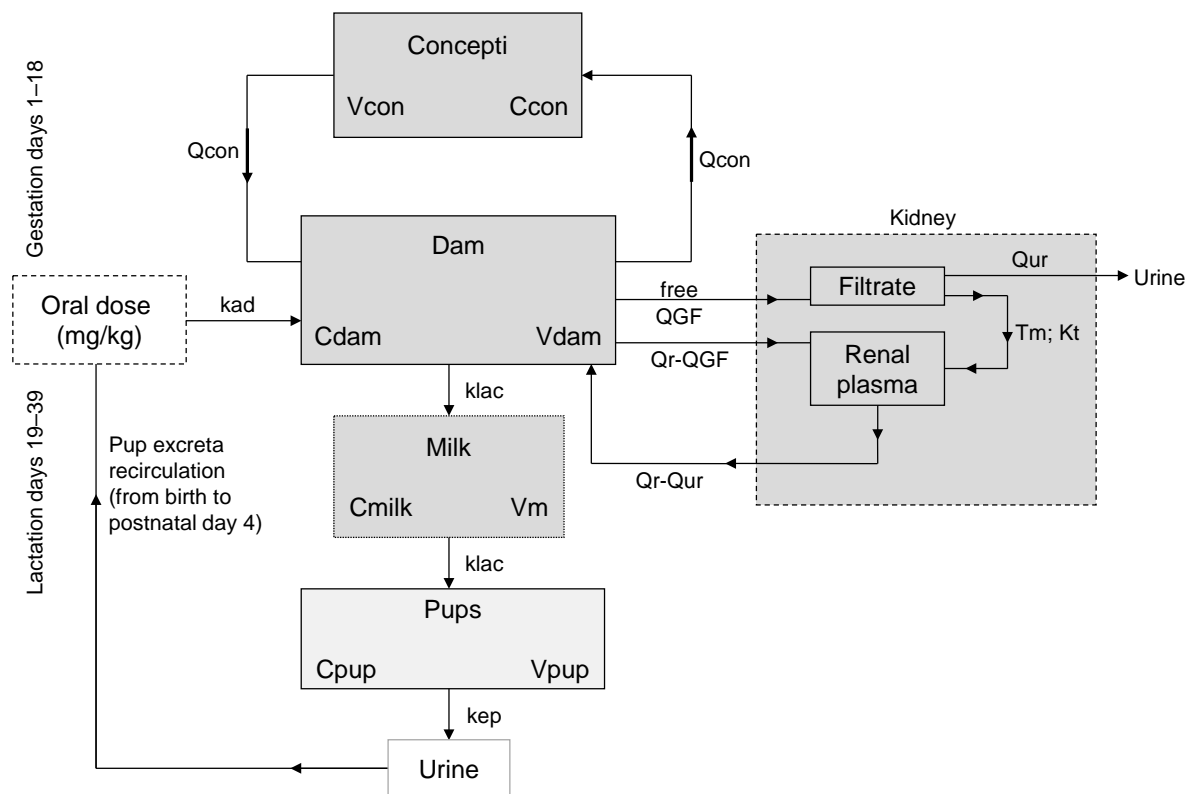 Gestation days 1–18
Concepti
Vcon
Ccon
Qcon
Qcon
Dam
Cdam
Vdam
Kidney
Filtrate
Qur
Urine
free
QGF
Tm; Kt
Qr-QGF
Renal
plasma
Qr-Qur
Oral dose
(mg/kg)
kad
klac
Lactation days 19–39
Pup excreta
recirculation
(from birth to
postnatal day 4)
Milk
Cmilk
Vm
klac
Pups
Cpup
Vpup
kep
Urine